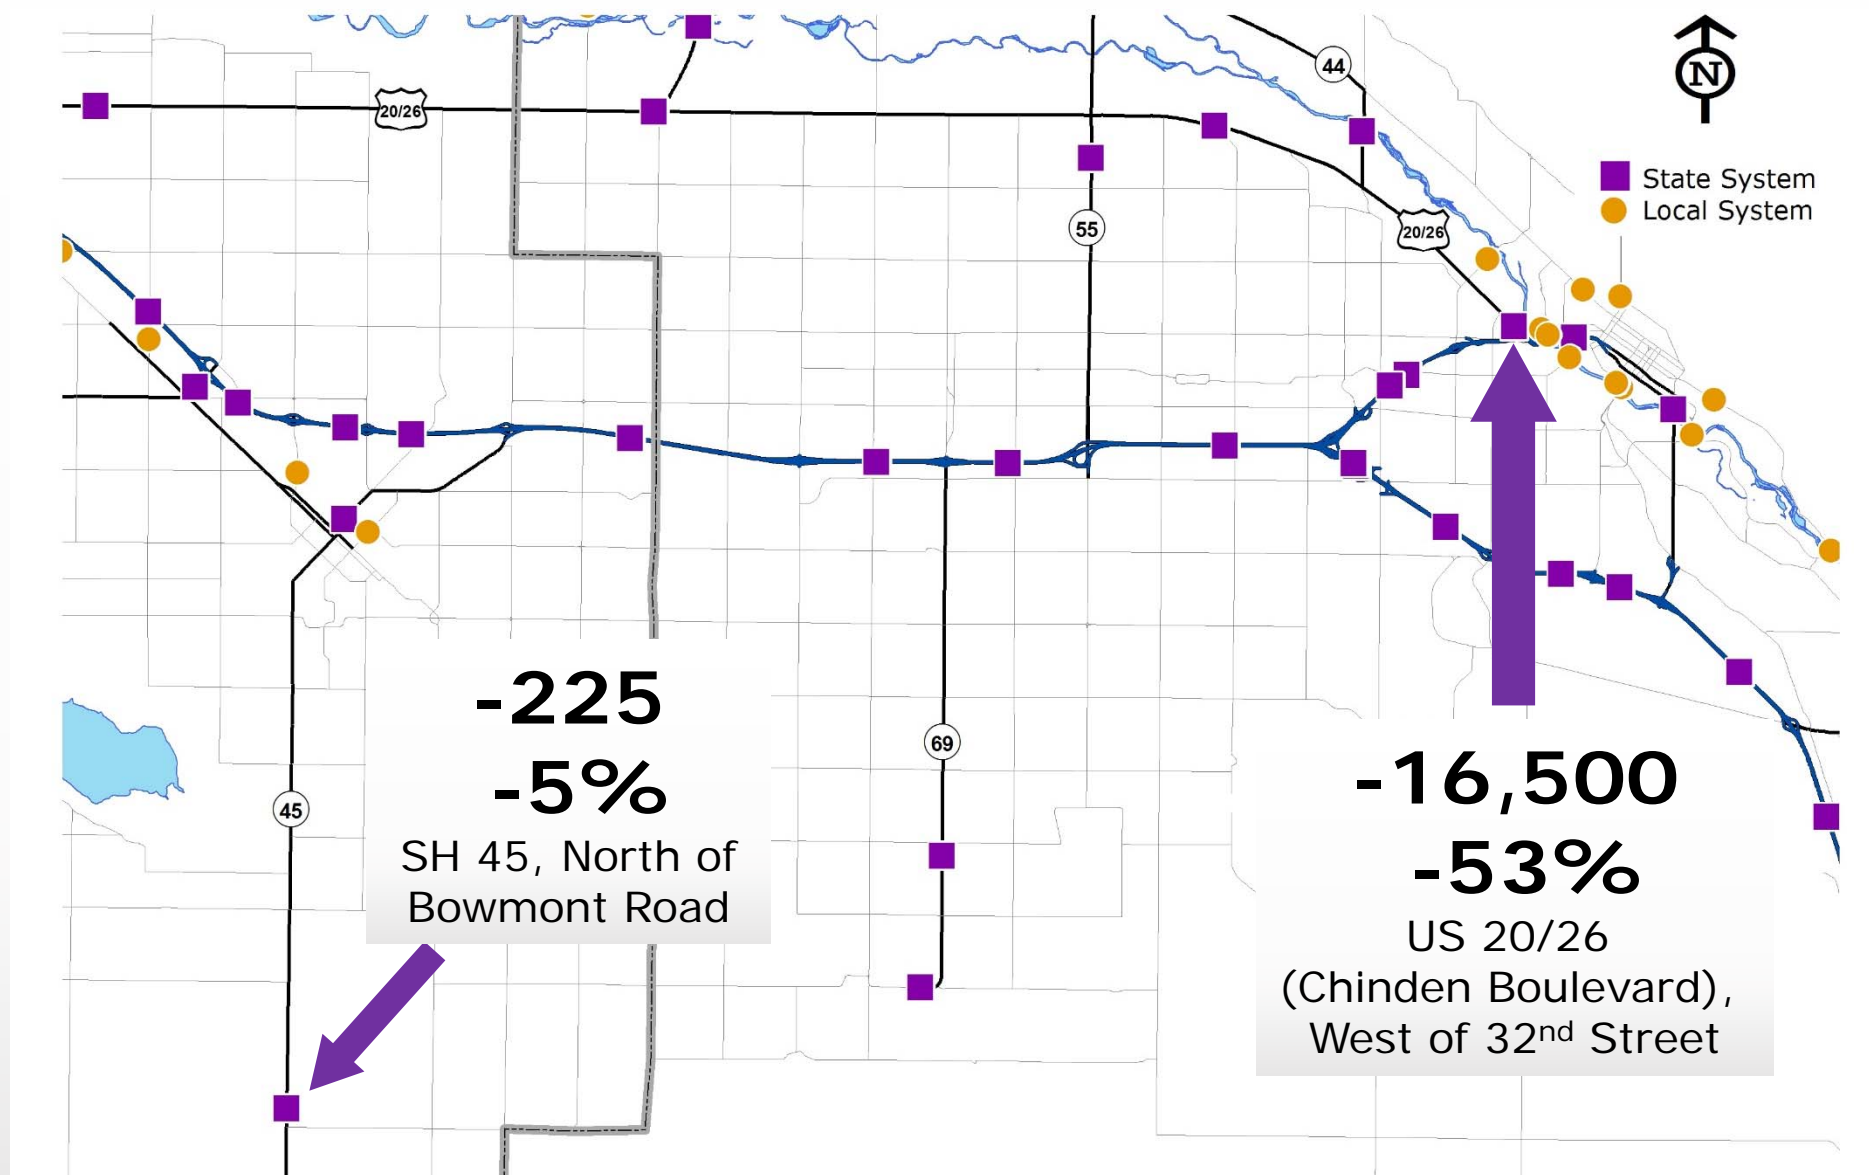 44
N
20/26
State System
Local System
55
20/26
-225
-5%
SH 45, North of
Bowmont Road
69
45
-16,500
-53%
US 20/26
(Chinden Boulevard),
West of 32nd Street